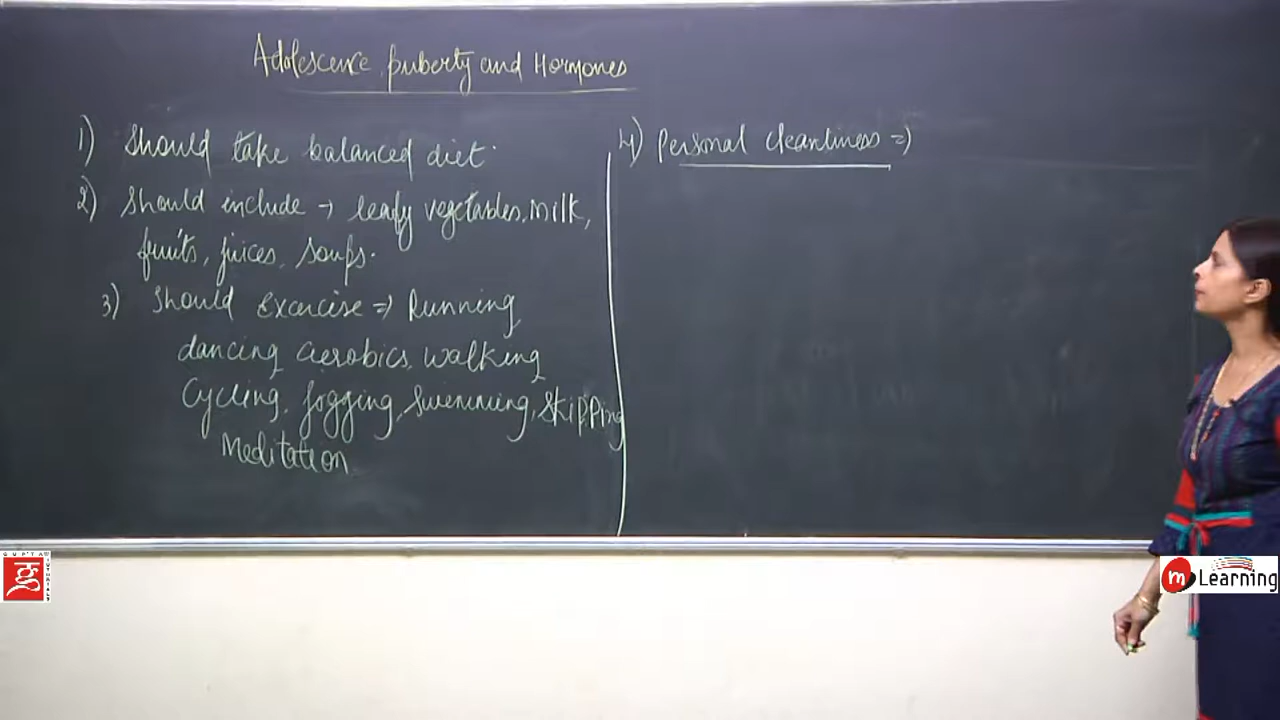 Adolescence, puberty and Hormones
1) Should take balanced diet.
2) Should include → leafy vegetables, Milk,
fruits, juices, soups.
3) Should Exercise => Running,
dancing, aerobics, walking
Cycling, Jogging, Swimming, Skipping
Meditation.
4) Personal cleanliness =>
m Learning